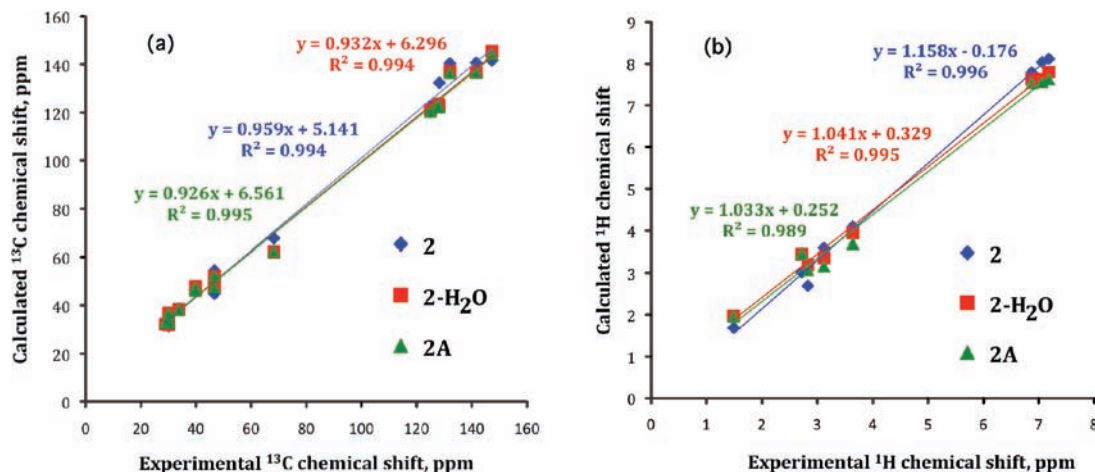 (a)
160
140
120
100
80
60
40
20
0
0 20 40 60 80 100 120 140 160
Calculated ¹³C chemical shift, ppm
Experimental ¹³C chemical shift, ppm
y = 0.932x + 6.296
R² = 0.994
y = 0.959x + 5.141
R² = 0.994
y = 0.926x + 6.561
R² = 0.995
2
2-H₂O
2A
(b)
9
8
7
6
5
4
3
2
1
0
0 1 2 3 4 5 6 7 8
Calculated ¹H chemical shift
Experimental ¹H chemical shift, ppm
y = 1.158x - 0.176
R² = 0.996
y = 1.041x + 0.329
R² = 0.995
y = 1.033x + 0.252
R² = 0.989
2
2-H₂O
2A